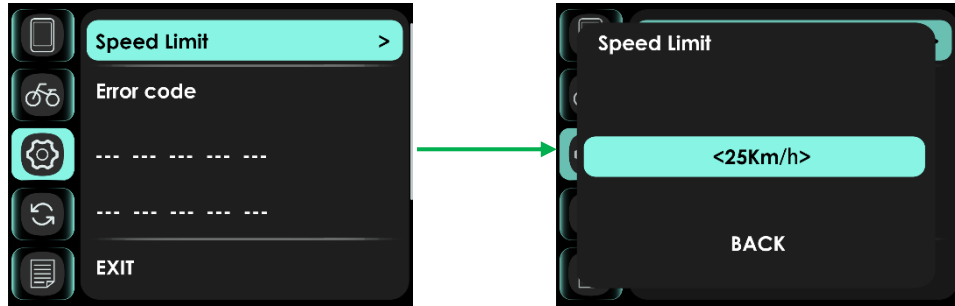 Speed Limit >
Error code
--- --- --- --- ---
--- --- --- --- ---
EXIT
Speed Limit
<25Km/h>
BACK